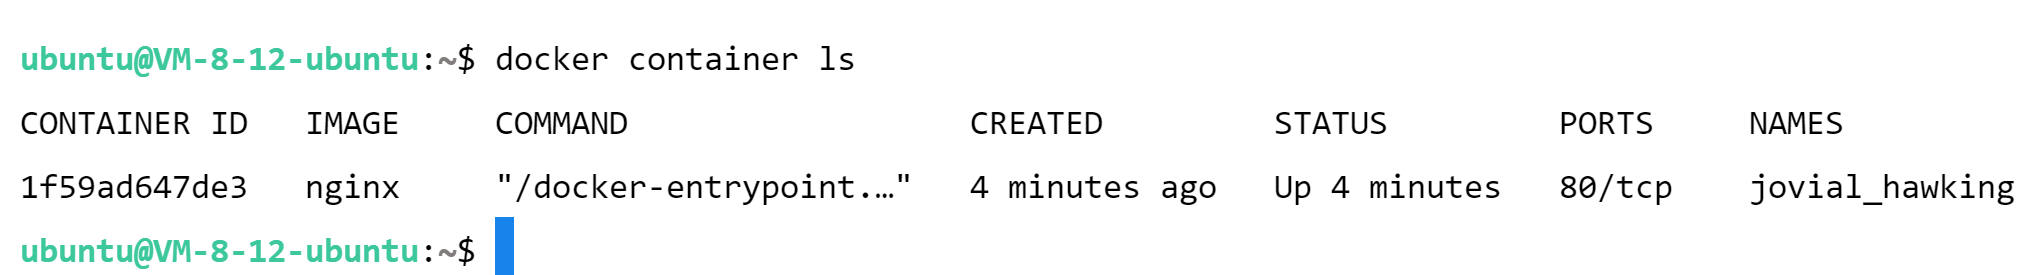 ubuntu@VM-8-12-ubuntu:~$ docker container ls
CONTAINER ID   IMAGE     COMMAND                  CREATED         STATUS         PORTS     NAMES
1f59ad647de3   nginx     "/docker-entrypoint.…"   4 minutes ago   Up 4 minutes   80/tcp    jovial_hawking
ubuntu@VM-8-12-ubuntu:~$